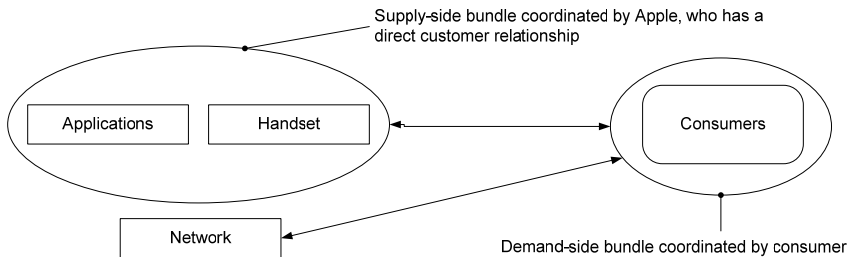 Supply-side bundle coordinated by Apple, who has a
direct customer relationship
Applications
Handset
Consumers
Network
Demand-side bundle coordinated by consumer